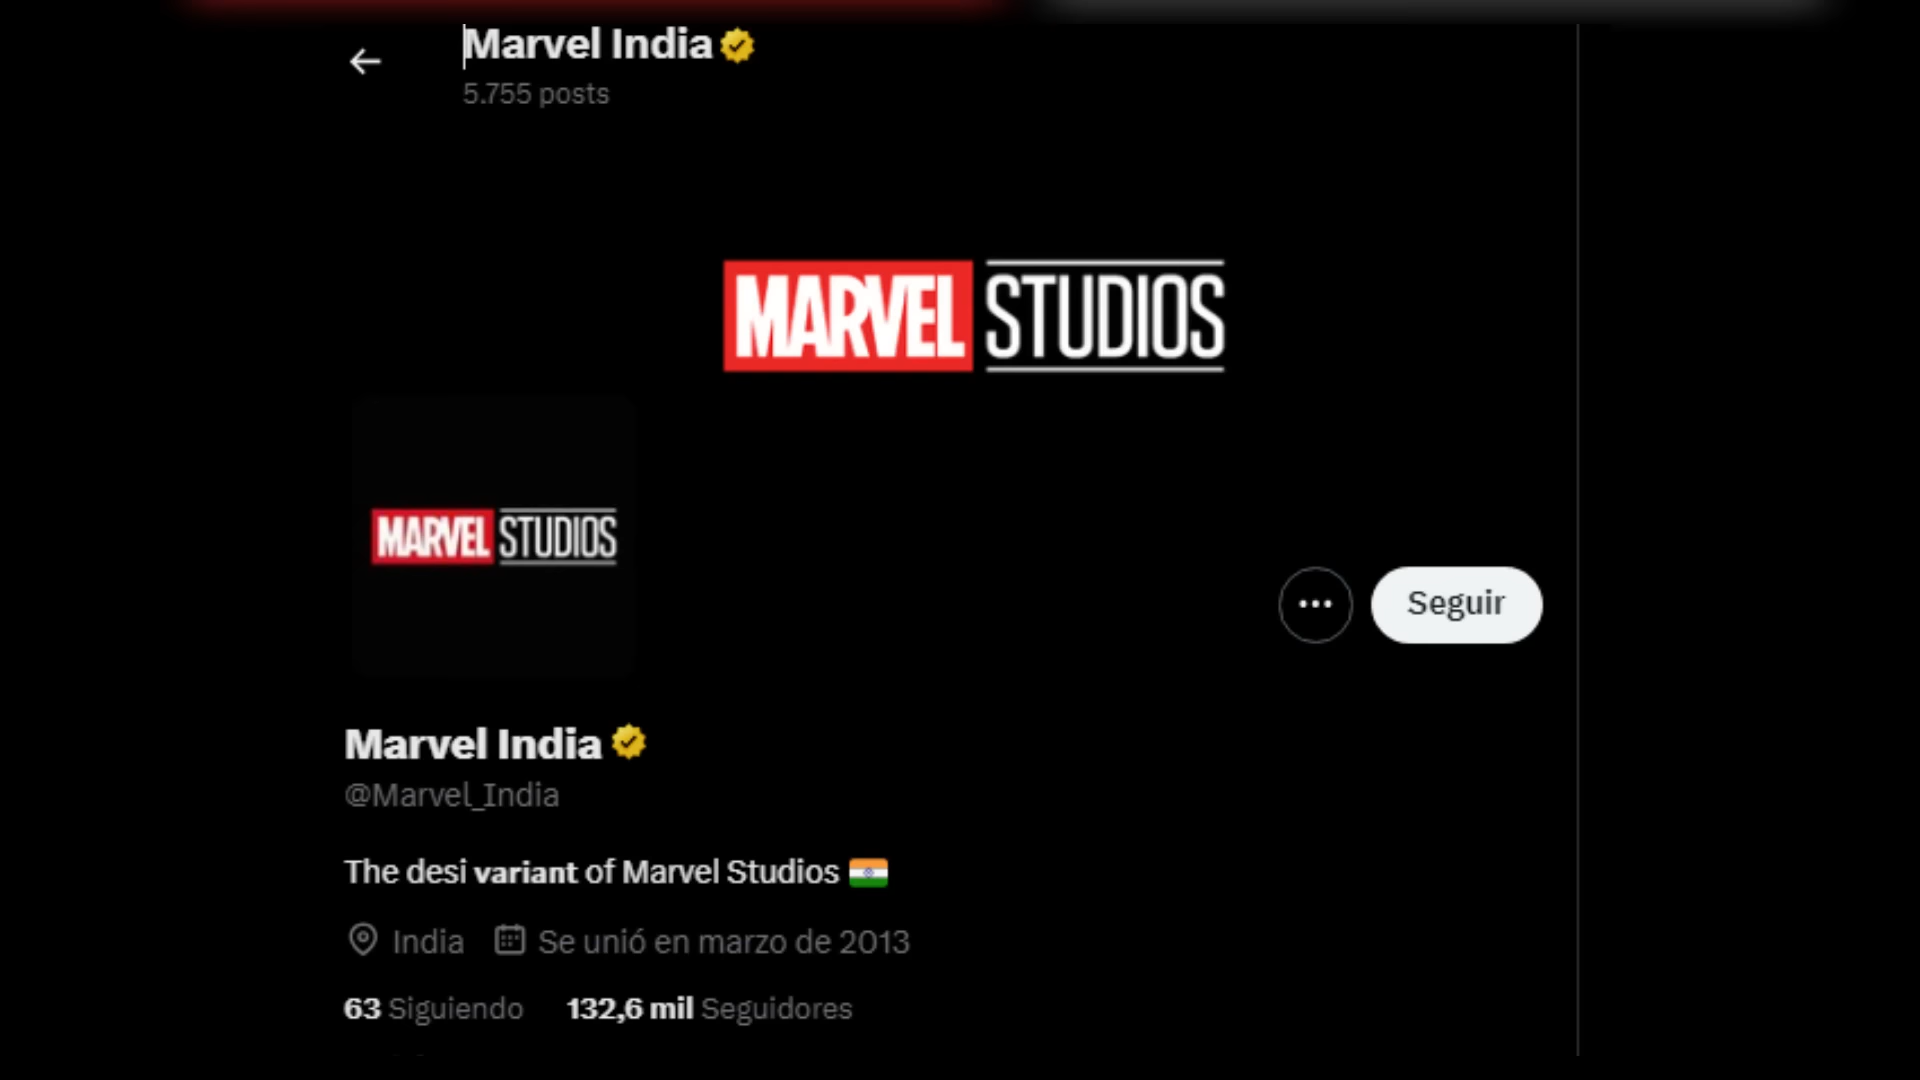 Marvel India
5.755 posts
MARVEL STUDIOS
MARVEL STUDIOS
Seguir
Marvel India
@Marvel_India
The desi variant of Marvel Studios 🇮🇳
India Se unió en marzo de 2013
63 Siguiendo 132,6 mil Seguidores